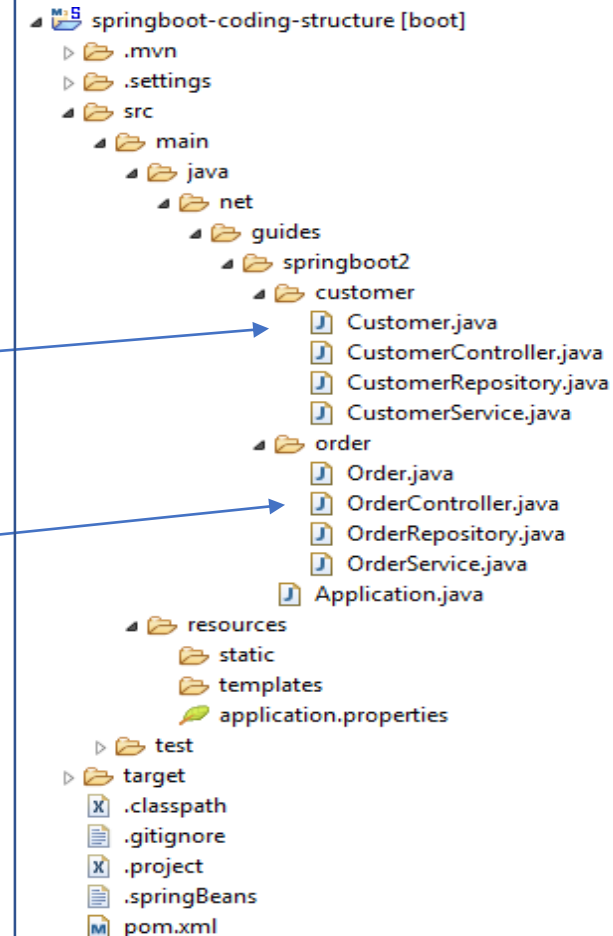 springboot-coding-structure [boot]
.mvn
.settings
src
main
java
net
guides
springboot2
customer
Customer.java
CustomerController.java
CustomerRepository.java
CustomerService.java
order
Order.java
OrderController.java
OrderRepository.java
OrderService.java
Application.java
resources
static
templates
application.properties
test
target
.classpath
.gitignore
.project
.springBeans
pom.xml